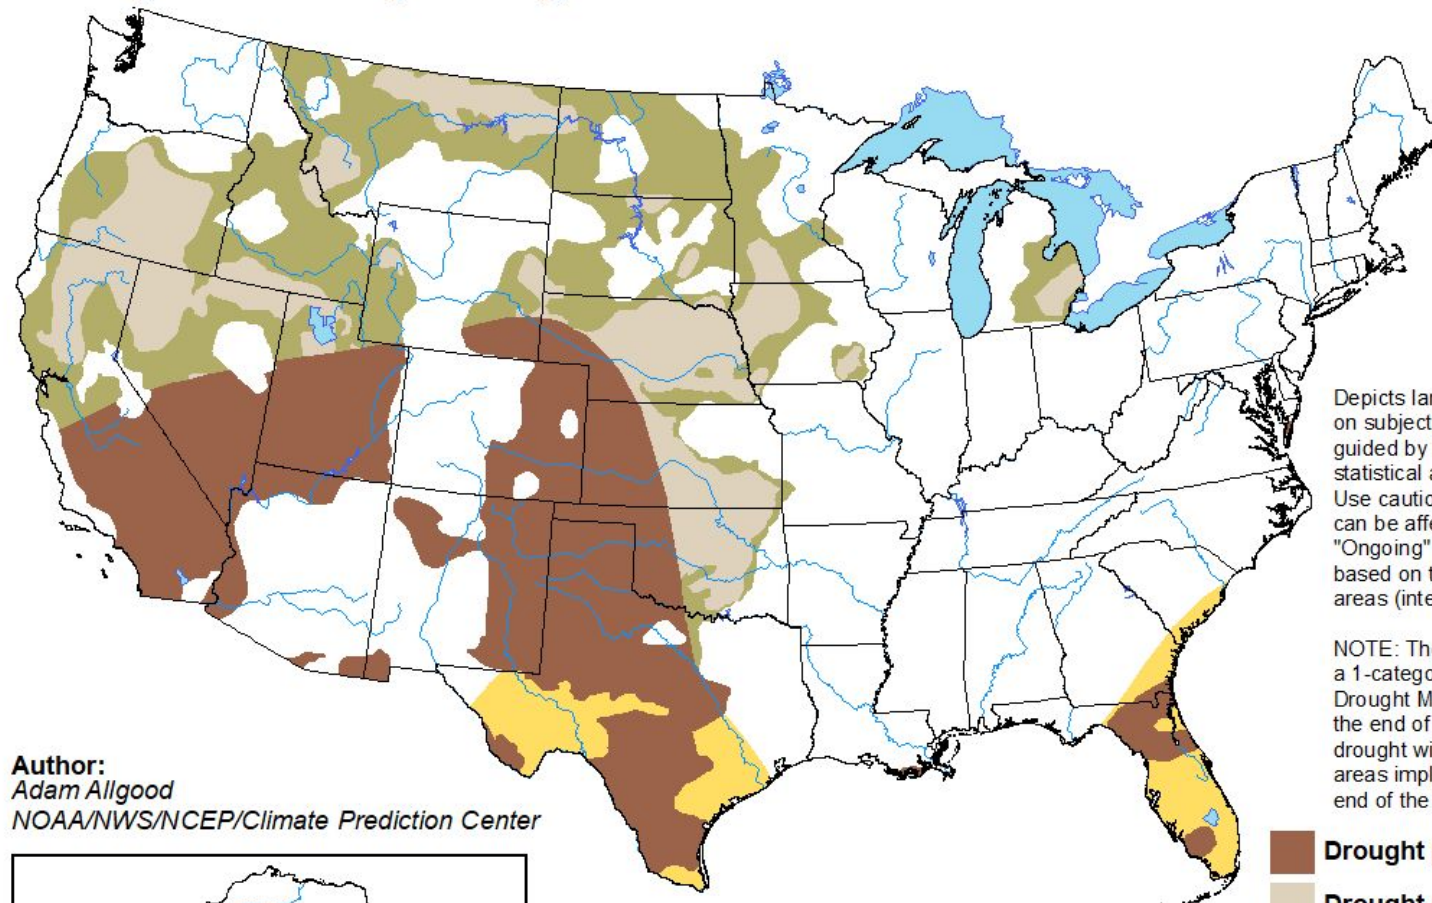 Depicts lar
on subject
guided by
statistical a
Use cautio
can be affe
"Ongoing"
based on t
areas (inte
NOTE: Th
a 1-catego
Drought M
the end of
drought wi
areas impl
end of the
Author:
Adam Allgood
NOAA/NWS/NCEP/Climate Prediction Center
Drought
Drought